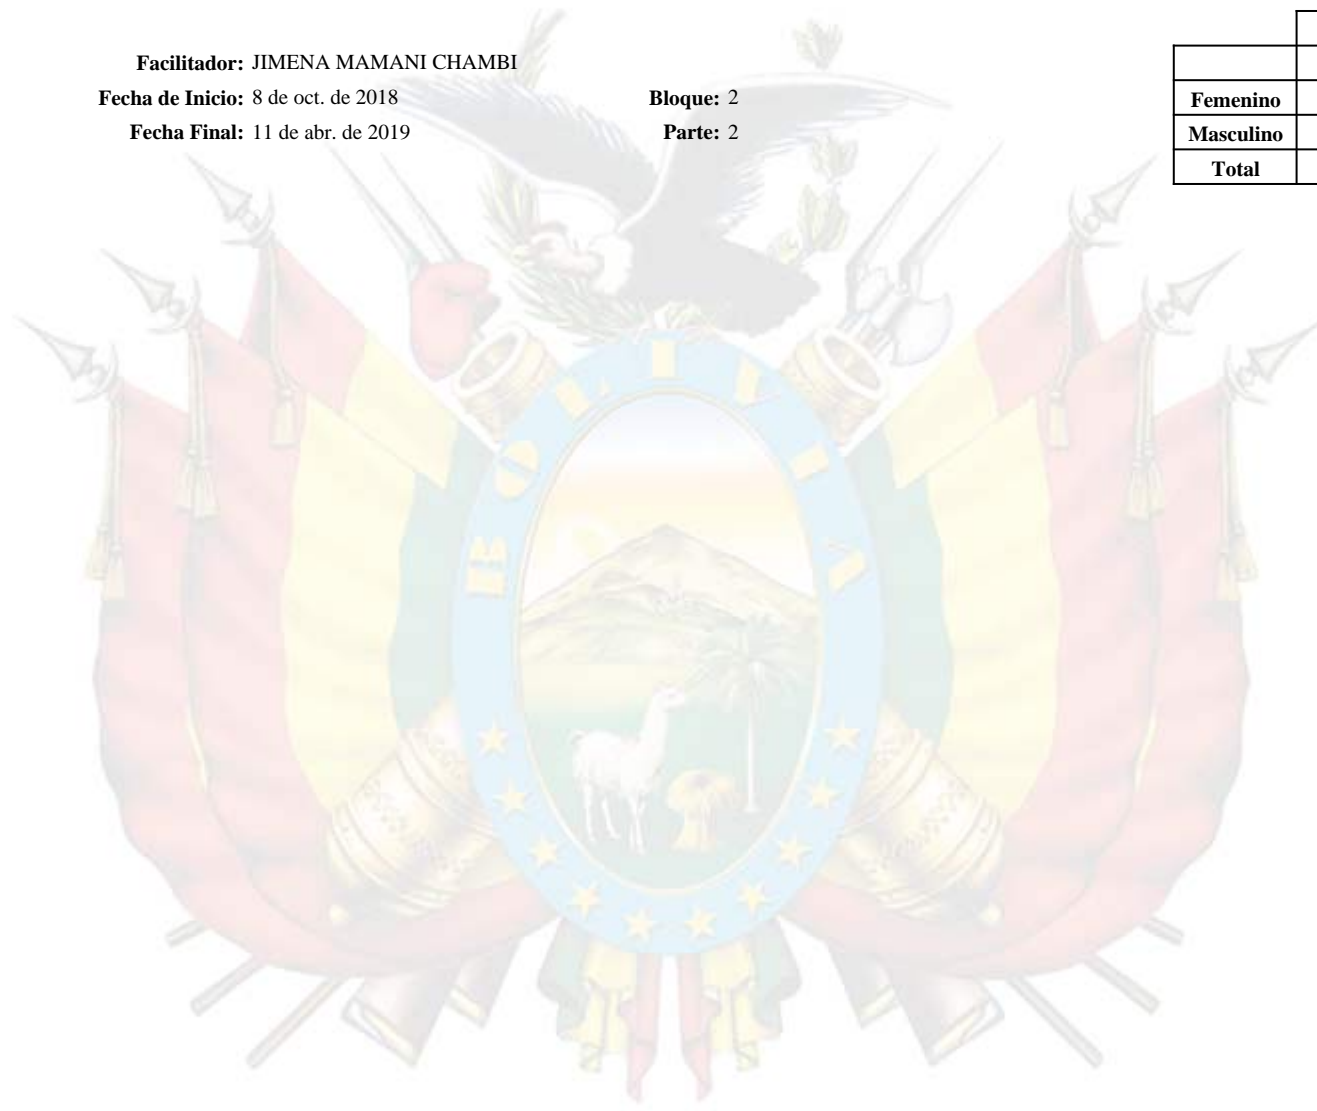 Facilitador: JIMENA MAMANI CHAMBI
Fecha de Inicio: 8 de oct. de 2018 Bloque: 2
Fecha Final: 11 de abr. de 2019 Parte: 2
Femenino
Masculino
Total
BOLIVIA